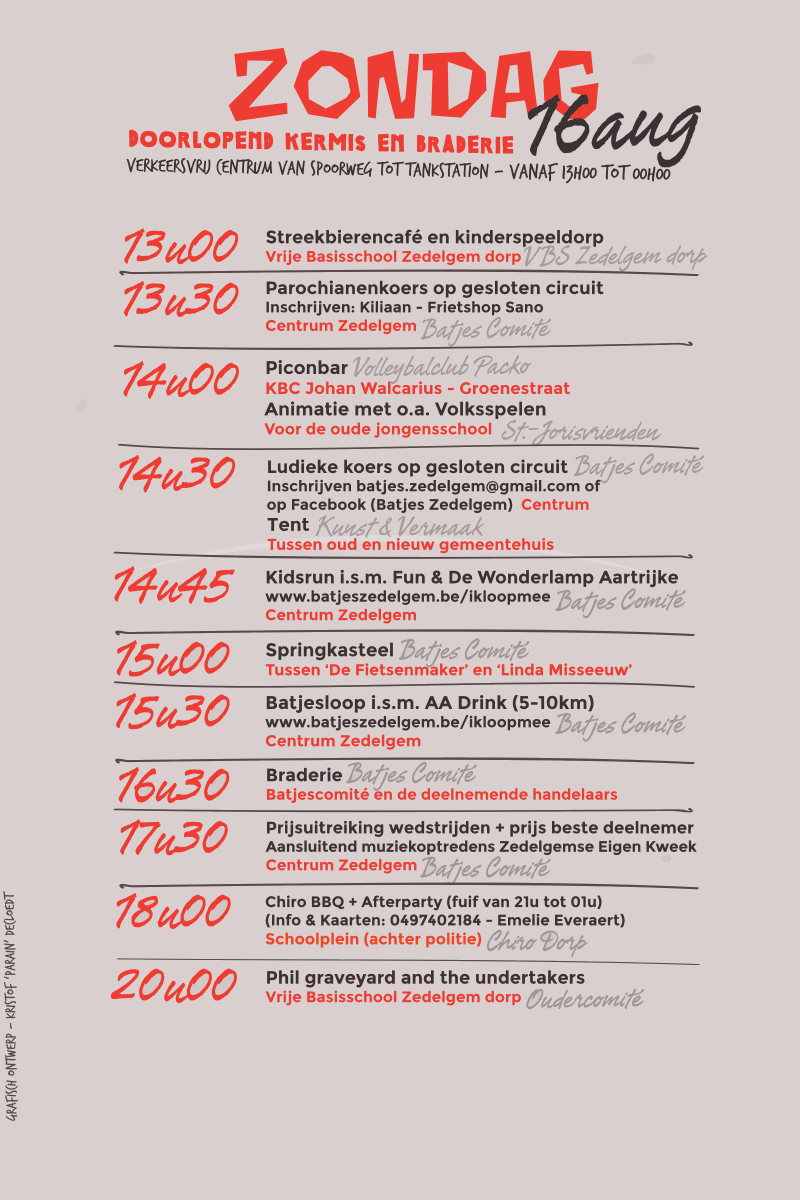 ZONDAG
16aug
DOORLOPEND KERMIS EN BRADERIE
VERKEERSVRIJ CENTRUM VAN SPOORWEG TOT TANKSTATION – VANAF 13H00 TOT 00H00
13u00
Streekbierencafé en kinderspeeldorp
Vrije Basisschool Zedelgem dorp VBS Zedelgem dorp
13u30
Parochianenkoers op gesloten circuit
Inschrijven: Kiliaan - Frietshop Sano
Centrum Zedelgem Batjes Comité
14u00
Piconbar Volleybalclub Packo
KBC Johan Walcarius - Groenestraat
Animatie met o.a. Volksspelen
Voor de oude jongensschool St.-Jorisvrienden
14u30
Ludieke koers op gesloten circuit Batjes Comité
Inschrijven batjes.zedelgem@gmail.com of
op Facebook (Batjes Zedelgem) Centrum
Tent Kunst & Vermaak
Tussen oud en nieuw gemeentehuis
14u45
Kidsrun i.s.m. Fun & De Wonderlamp Aartrijke
www.batjeszedelgem.be/ikloopmee Batjes Comité
Centrum Zedelgem
15u00
Springkasteel Batjes Comité
Tussen ‘De Fietsenmaker’ en ‘Linda Misseeuw’
15u30
Batjesloop i.s.m. AA Drink (5-10km)
www.batjeszedelgem.be/ikloopmee Batjes Comité
Centrum Zedelgem
16u30
Braderie Batjes Comité
Batjescomité en de deelnemende handelaars
17u30
Prijsuitreiking wedstrijden + prijs beste deelnemer
Aansluitend muziekoptredens Zedelgemse Eigen Kweek
Centrum Zedelgem Batjes Comité
18u00
Chiro BBQ + Afterparty (fuif van 21u tot 01u)
(Info & Kaarten: 0497402184 - Emelie Everaert)
Schoolplein (achter politie) Chiro Dorp
20u00
Phil graveyard and the undertakers
Vrije Basisschool Zedelgem dorp Oudercomité
GRAFISCH ONTWERP – KRISTOF 'PARAIN' DECLOEDT